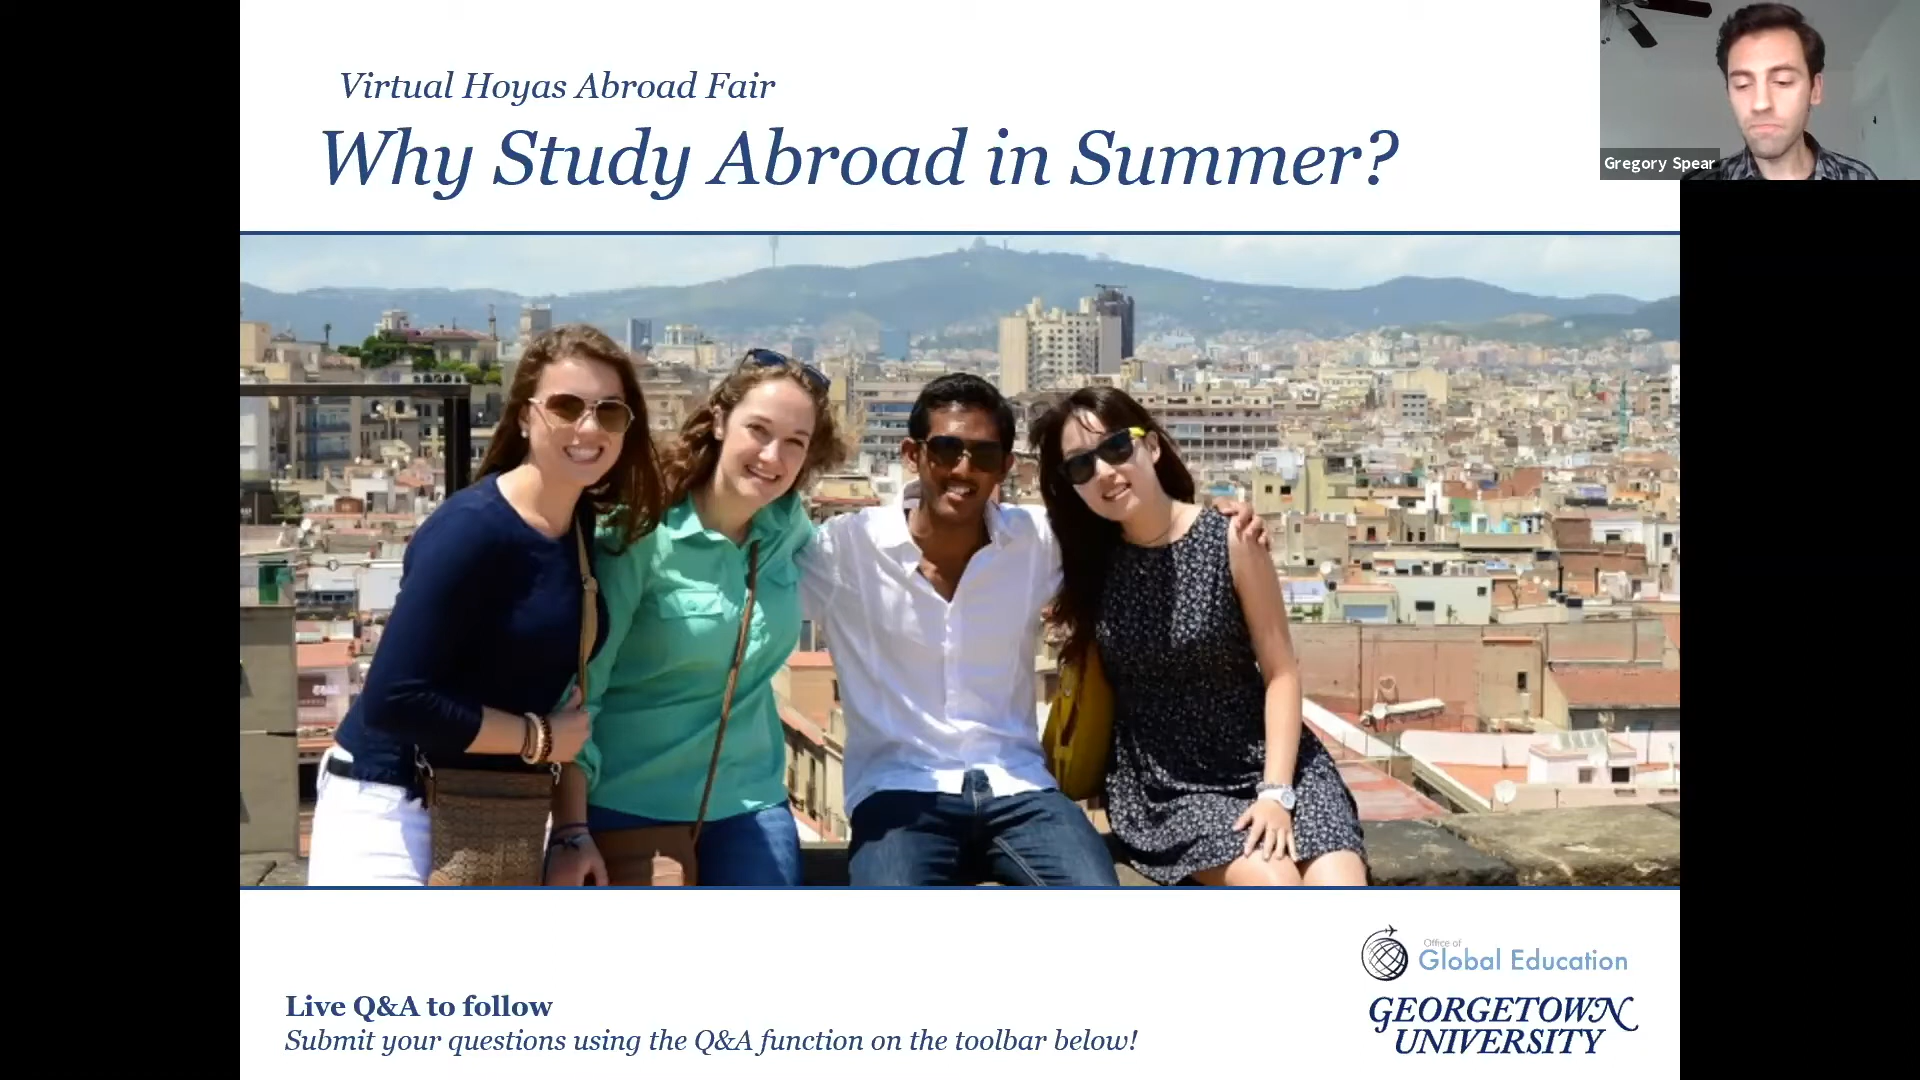 Virtual Hoyas Abroad Fair
Why Study Abroad in Summer?
Gregory Spear
Office of
Global Education
GEORGETOWN
UNIVERSITY
Live Q&A to follow
Submit your questions using the Q&A function on the toolbar below!